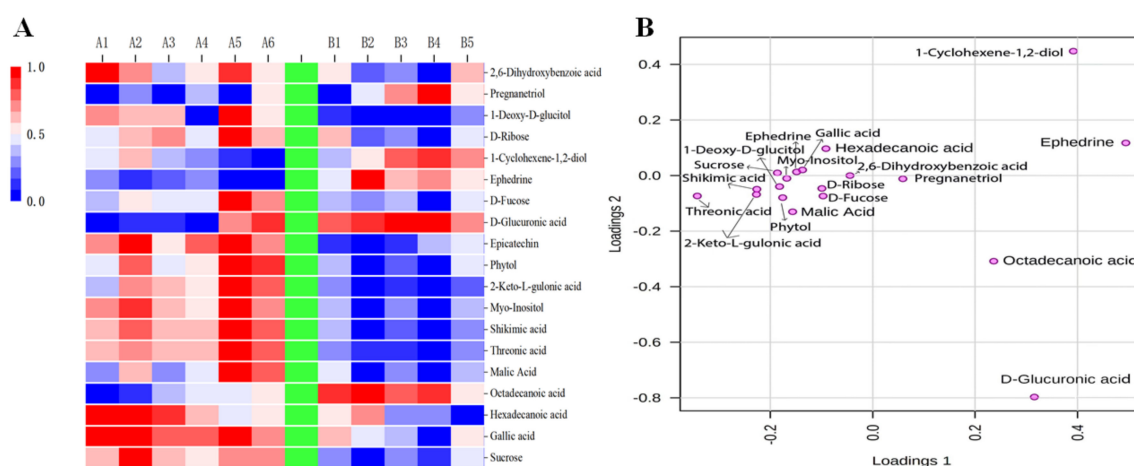 A
B
A1 A2 A3 A4 A5 A6 B1 B2 B3 B4 B5
1.0
0.5
0.0
2,6-Dihydroxybenzoic acid
Pregnanetriol
1-Deoxy-D-glucitol
D-Ribose
1-Cyclohexene-1,2-diol
Ephedrine
D-Fucose
D-Glucuronic acid
Epicatechin
Phytol
2-Keto-L-gulonic acid
Myo-Inositol
Shikimic acid
Threonic acid
Malic Acid
Octadecanoic acid
Hexadecanoic acid
Gallic acid
Sucrose
Loadings 2
0.4
0.2
0.0
-0.2
-0.4
-0.6
-0.8
1-Cyclohexene-1,2-diol
Ephedrine
Gallic acid
Ephedrine
1-Deoxy-D-glucitol
Hexadecanoic acid
Sucrose
Myo-Inositol
2,6-Dihydroxybenzoic acid
Shikimic acid
D-Ribose
Pregnanetriol
D-Fucose
Threonic acid
Malic Acid
Phytol
2-Keto-L-gulonic acid
Octadecanoic acid
D-Glucuronic acid
-0.2 0.0 0.2 0.4
Loadings 1